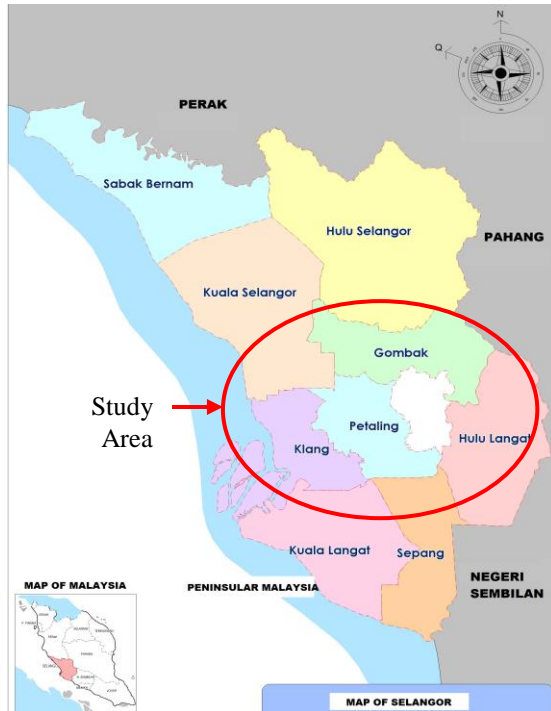 N
Q
PERAK
Sabak Bernam
Hulu Selangor
PAHANG
Kuala Selangor
Gombak
Study
Area
Petaling
Klang
Hulu Langat
Kuala Langat
Sepang
MAP OF MALAYSIA
PENINSULAR MALAYSIA
NEGERI
SEMBILAN
MAP OF SELANGOR